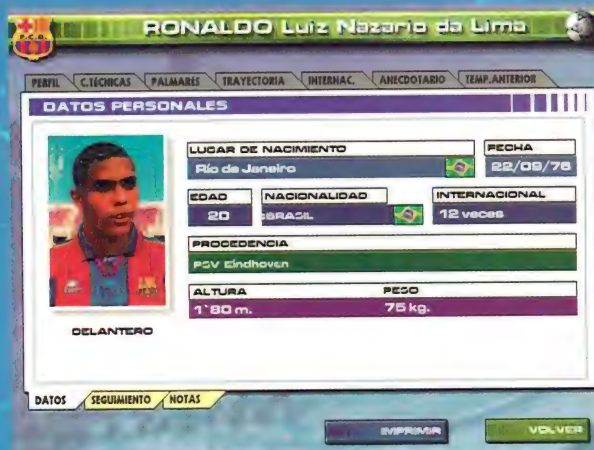 P.C.B.
RONALDO Luiz Nazario da Lima
PERFIL C.TÉCNICAS PALMARÉS TRAYECTORIA INTERNAC. ANECDOTARIO TEMP.ANTERIOR
DATOS PERSONALES
LUGAR DE NACIMIENTO FECHA
Río de Janeiro 22/09/76
EDAD NACIONALIDAD INTERNACIONAL
20 BRASIL 12 veces
PROCEDENCIA
PSV Eindhoven
ALTURA PESO
1'80 m. 75 kg.
DELANTERO
DATOS SEGUIMIENTO NOTAS
IMPRIMIR VOLVER